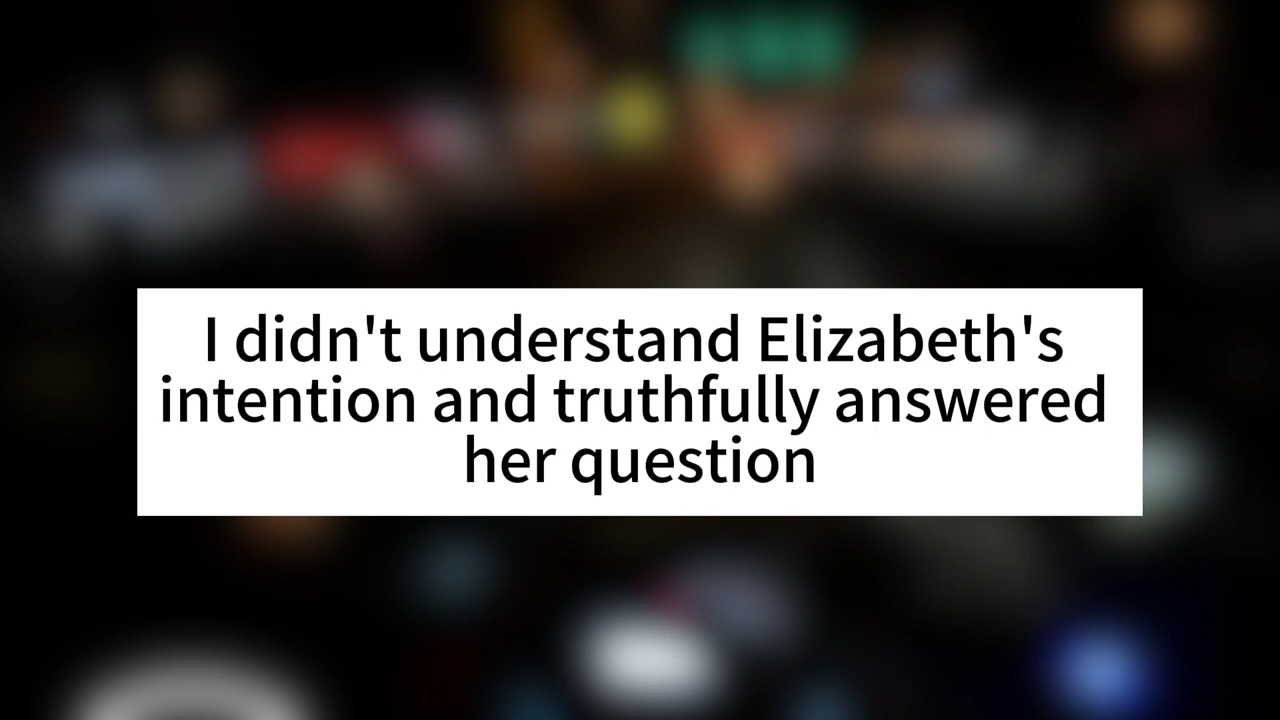 I didn't understand Elizabeth's
intention and truthfully answered
her question